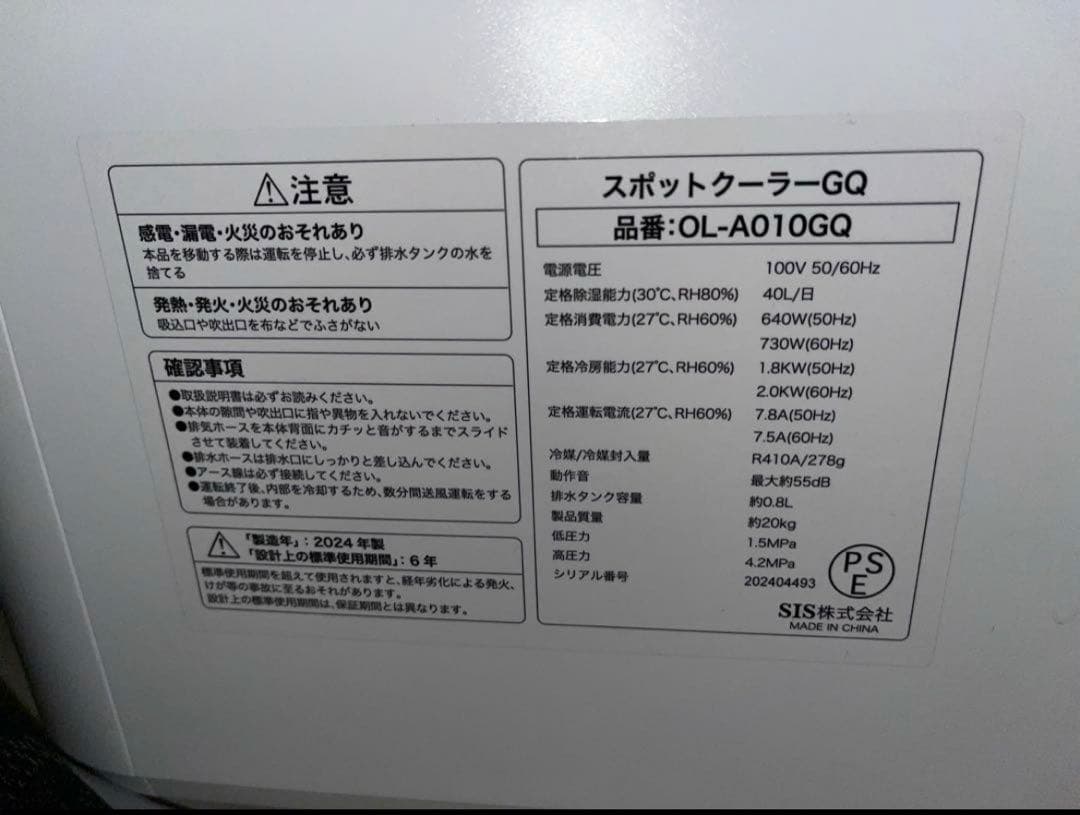 ⚠注意
感電・漏電・火災のおそれあり
本品を移動する際は運転を停止し、必ず排水タンクの水を
捨てる
発熱・発火・火災のおそれあり
吸込口や吹出口を布などでふさがない
確認事項
●取扱説明書は必ずお読みください。
●本体の隙間や吹出口に指や異物を入れないでください。
●排気ホースを本体背面にカチッと音がするまでスライド
させて装着してください。
●排水ホースは排水口にしっかりと差し込んでください。
●アース線は必ず接続してください。
●運転終了後、内部を冷却するため、数分間送風運転をする
場合があります。
⚠「製造年」：2024 年製
「設計上の標準使用期間」：6 年
標準使用期間を超えて使用されますと、経年劣化による発火、
けが等の事故に至るおそれがあります。
設計上の標準使用期間は、保証期間とは異なります。
スポットクーラーGQ
品番：OL-A010GQ
電源電圧 100V 50/60Hz
定格除湿能力(30℃、RH80%) 40L/日
定格消費電力(27℃、RH60%) 640W(50Hz)
730W(60Hz)
定格冷房能力(27℃、RH60%) 1.8KW(50Hz)
2.0KW(60Hz)
定格運転電流(27℃、RH60%) 7.8A(50Hz)
7.5A(60Hz)
冷媒/冷媒封入量 R410A/278g
動作音 最大約55dB
排水タンク容量 約0.8L
製品質量 約20kg
低圧力 1.5MPa
高圧力 4.2MPa
シリアル番号 202404493
PS
E
SIS株式会社
MADE IN CHINA